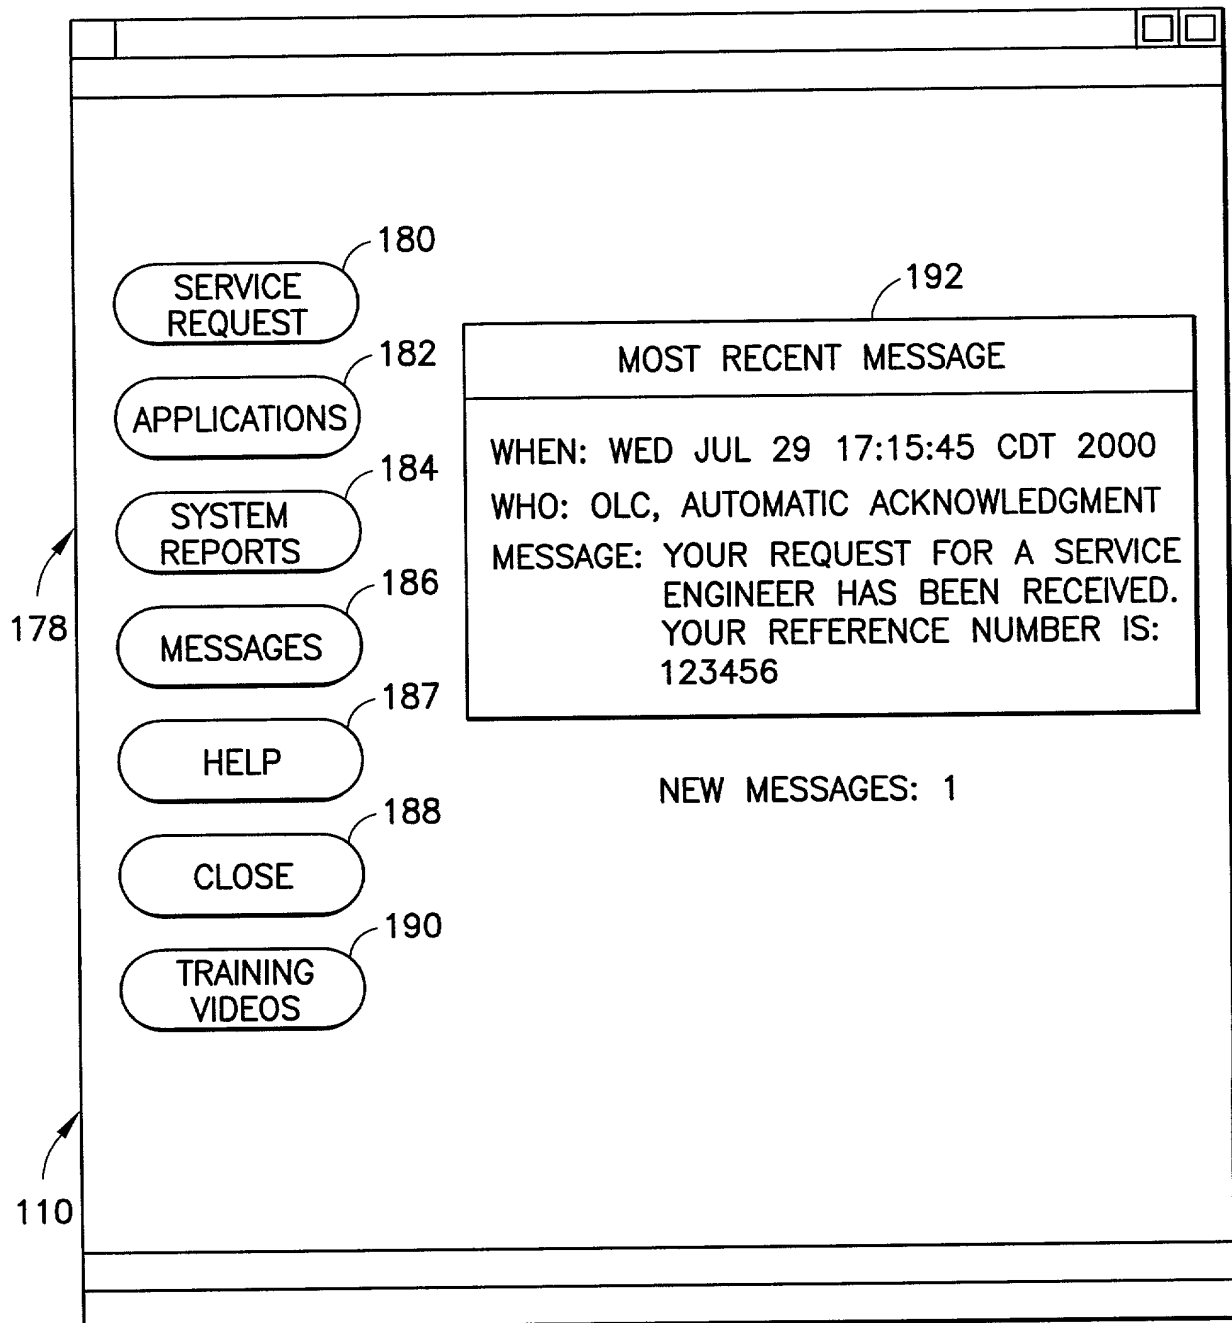 180
SERVICE
REQUEST
182
APPLICATIONS
184
SYSTEM
REPORTS
178
186
MESSAGES
187
HELP
188
CLOSE
190
TRAINING
VIDEOS
110
192
MOST RECENT MESSAGE
WHEN: WED JUL 29 17:15:45 CDT 2000
WHO: OLC, AUTOMATIC ACKNOWLEDGMENT
MESSAGE: YOUR REQUEST FOR A SERVICE
ENGINEER HAS BEEN RECEIVED.
YOUR REFERENCE NUMBER IS:
123456
NEW MESSAGES: 1